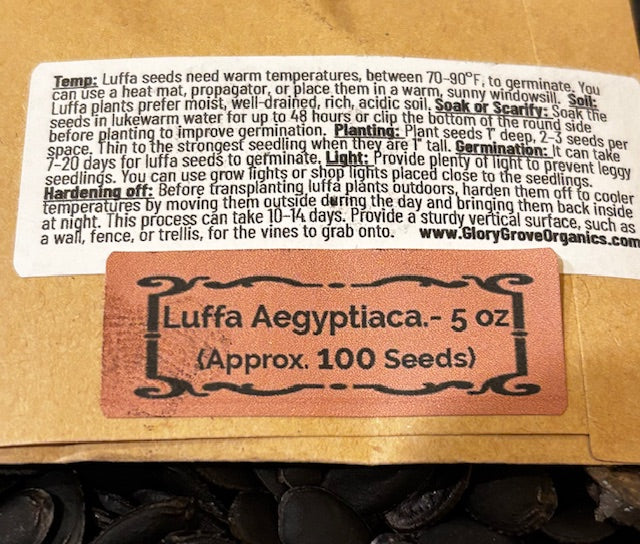 Temp: Luffa seeds need warm temperatures, between 70-90°F, to germinate. You
can use a heat mat, propagator, or place them in a warm, sunny windowsill. Soil:
Luffa plants prefer moist, well-drained, rich, acidic soil. Soak or Scarify: Soak the
seeds in lukewarm water for up to 48 hours or clip the bottom of the round side
before planting to improve germination. Planting: Plant seeds 1" deep, 2-3 seeds per
space. Thin to the strongest seedling when they are 1" tall. Germination: It can take
7-20 days for luffa seeds to germinate. Light: Provide plenty of light to prevent leggy
seedlings. You can use grow lights or shop lights placed close to the seedlings.
Hardening off: Before transplanting luffa plants outdoors, harden them off to cooler
temperatures by moving them outside during the day and bringing them back inside
at night. This process can take 10-14 days. Provide a sturdy vertical surface, such as
a wall, fence, or trellis, for the vines to grab onto. www.GloryGroveOrganics.com
Luffa Aegyptiaca.- 5 oz
(Approx. 100 Seeds)